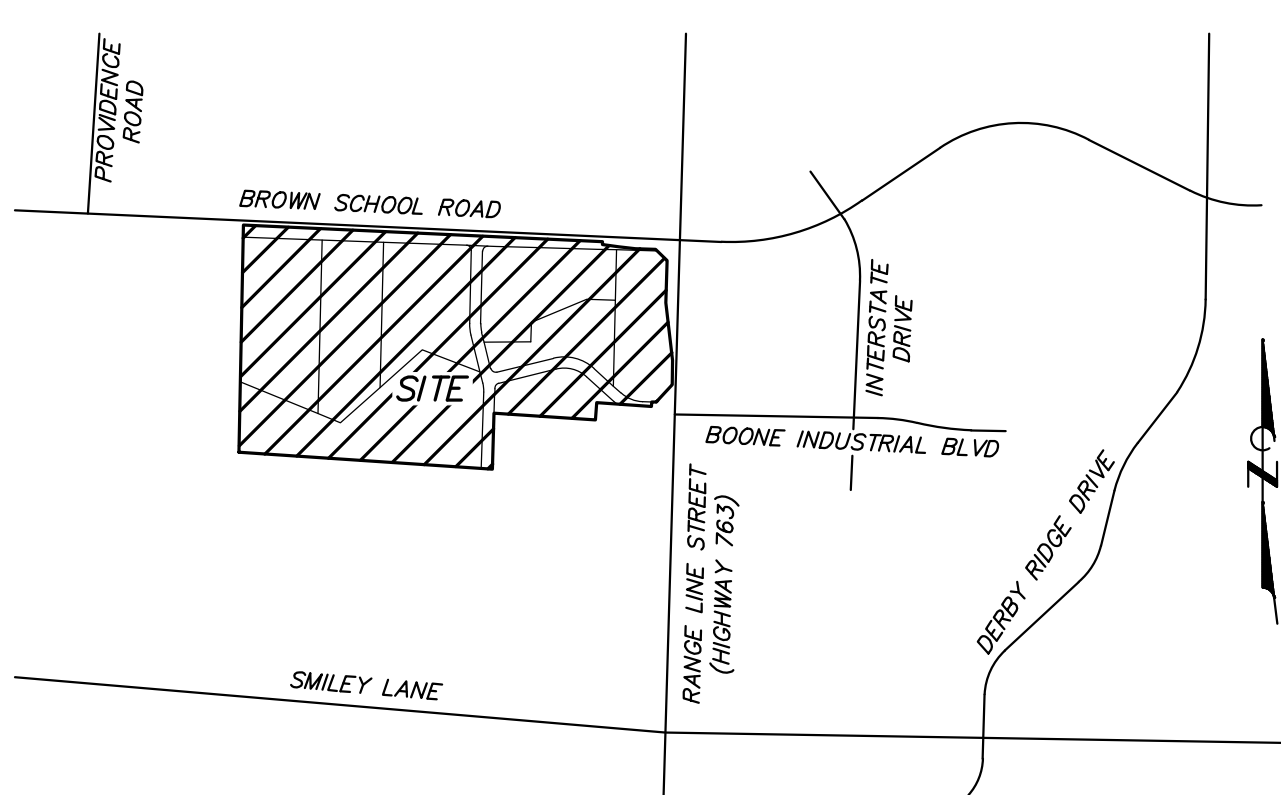 PROVIDENCE
ROAD
BROWN SCHOOL ROAD
SITE
INTERSTATE
DRIVE
BOONE INDUSTRIAL BLVD
RANGE LINE STREET
(HIGHWAY 763)
DERBY RIDGE DRIVE
SMILEY LANE
N